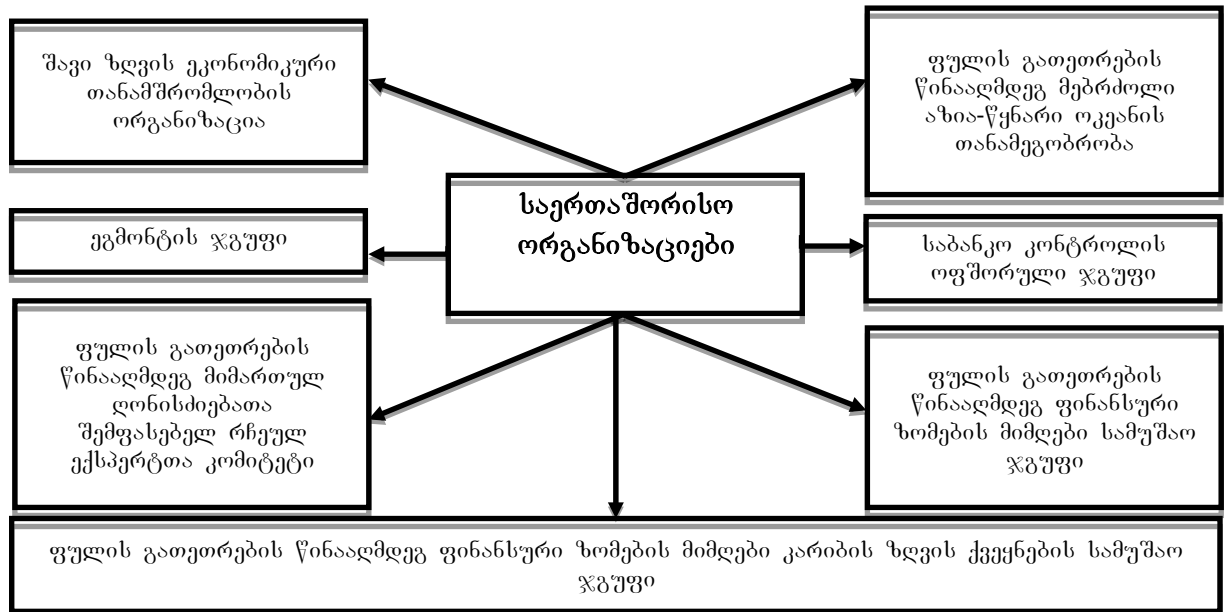 შავი ზღვის ეკონომიკური
თანამშრომლობის
ორგანიზაცია
ფულის გათეთრების
წინააღმდეგ მებრძოლი
აზია-წყნარი ოკეანის
თანამეგობრობა
საერთაშორისო
ორგანიზაციები
ეგმონტის ჯგუფი
საბანკო კონტროლის
ოფშორული ჯგუფი
ფულის გათეთრების
წინააღმდეგ მიმართულ
ღონისძიებათა
შემფასებელ რჩეულ
ექსპერტთა კომიტეტი
ფულის გათეთრების
წინააღმდეგ ფინანსური
ზომების მიმღები სამუშაო
ჯგუფი
ფულის გათეთრების წინააღმდეგ ფინანსური ზომების მიმღები კარიბის ზღვის ქვეყნების სამუშაო
ჯგუფი